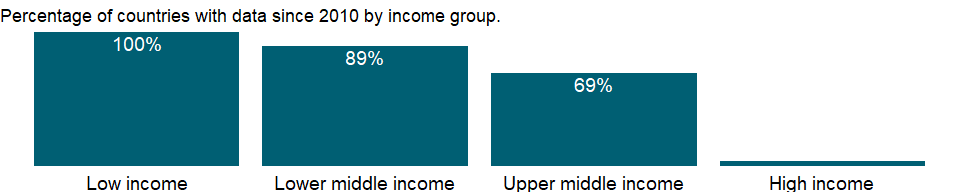 Percentage of countries with data since 2010 by income group.
100%
89%
69%
Low income
Lower middle income
Upper middle income
High income